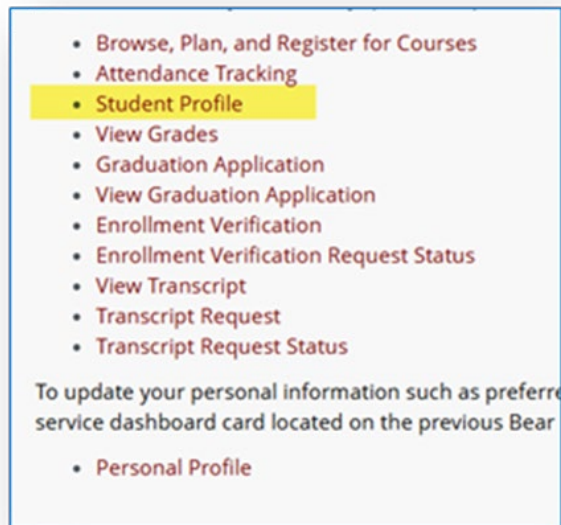 Browse, Plan, and Register for Courses
Attendance Tracking
Student Profile
View Grades
Graduation Application
View Graduation Application
Enrollment Verification
Enrollment Verification Request Status
View Transcript
Transcript Request
Transcript Request Status
To update your personal information such as preferre
service dashboard card located on the previous Bear
Personal Profile